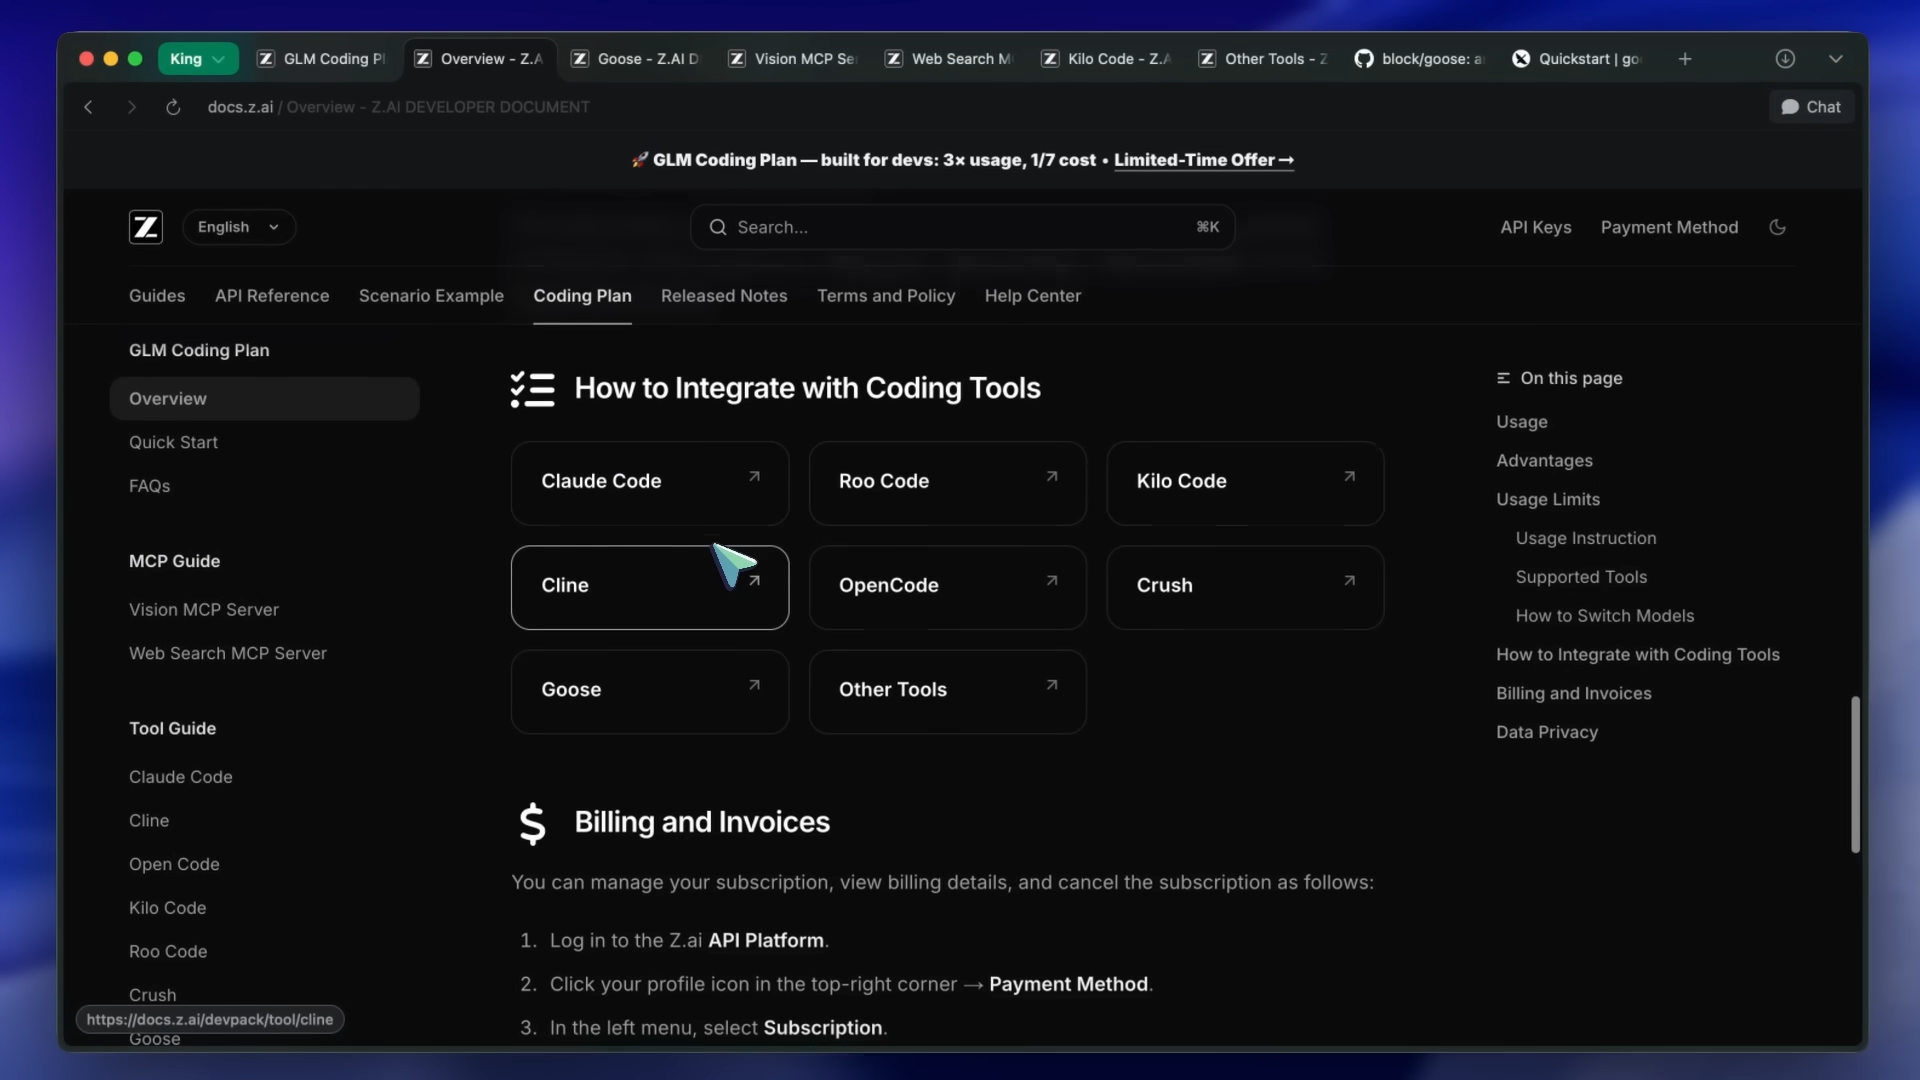 King
GLM Coding Pl
Overview - Z.A
Goose - Z.AI D
Vision MCP Se
Web Search M
Kilo Code - Z.A
Other Tools - Z
block/goose: a
Quickstart | go
docs.z.ai / Overview - Z.AI DEVELOPER DOCUMENT
Chat
🚀 GLM Coding Plan — built for devs: 3× usage, 1/7 cost • Limited-Time Offer →
English
Search...
⌘K
API Keys
Payment Method
Guides
API Reference
Scenario Example
Coding Plan
Released Notes
Terms and Policy
Help Center
GLM Coding Plan
Overview
Quick Start
FAQs
MCP Guide
Vision MCP Server
Web Search MCP Server
Tool Guide
Claude Code
Cline
Open Code
Kilo Code
Roo Code
Crush
Goose
https://docs.z.ai/devpack/tool/cline
How to Integrate with Coding Tools
Claude Code
Roo Code
Kilo Code
Cline
OpenCode
Crush
Goose
Other Tools
Billing and Invoices
You can manage your subscription, view billing details, and cancel the subscription as follows:
1. Log in to the Z.ai API Platform.
2. Click your profile icon in the top-right corner → Payment Method.
3. In the left menu, select Subscription.
On this page
Usage
Advantages
Usage Limits
Usage Instruction
Supported Tools
How to Switch Models
How to Integrate with Coding Tools
Billing and Invoices
Data Privacy